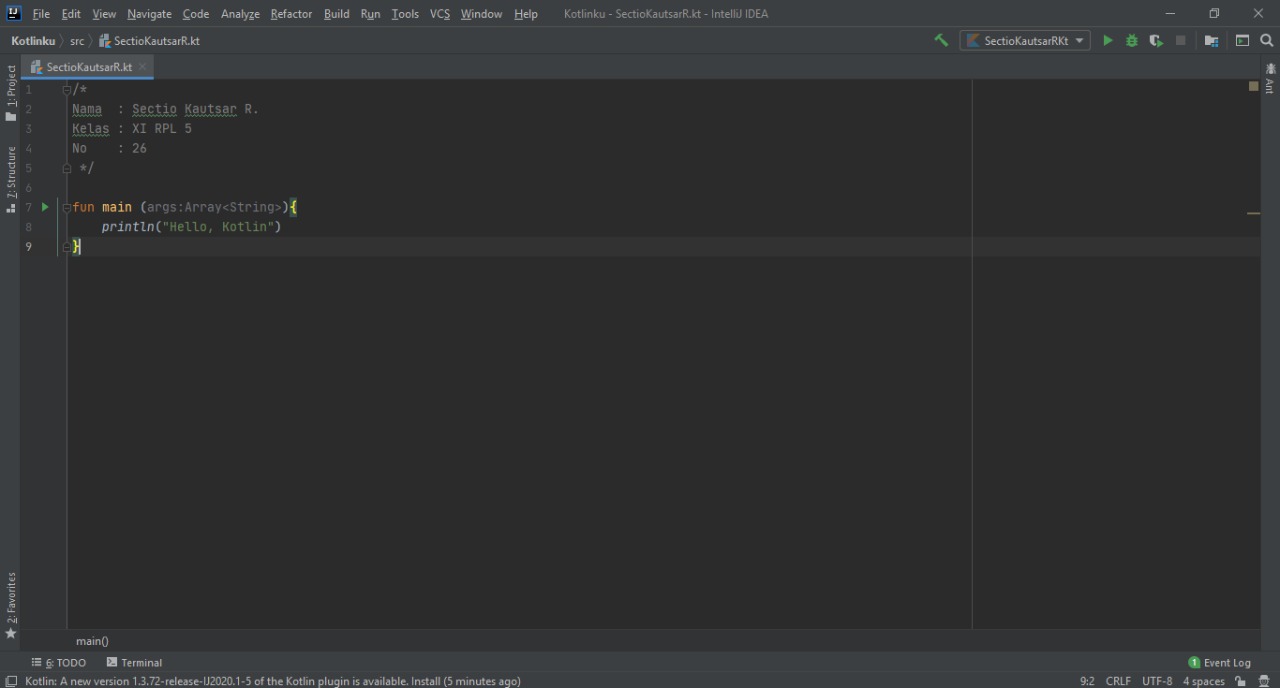 File Edit View Navigate Code Analyze Refactor Build Run Tools VCS Window Help Kotlinku - SectioKautsarR.kt - IntelliJ IDEA
Kotlinku src SectioKautsarR.kt SectioKautsarRKt
SectioKautsarR.kt
1: Project
7: Structure
2: Favorites
Ant
1 /*
2 Nama : Sectio Kautsar R.
3 Kelas : XI RPL 5
4 No : 26
5 */
6
7 fun main (args:Array<String>){
8 println("Hello, Kotlin")
9 }
main()
6: TODO Terminal 1 Event Log
Kotlin: A new version 1.3.72-release-IJ2020.1-5 of the Kotlin plugin is available. Install (5 minutes ago) 9:2 CRLF UTF-8 4 spaces